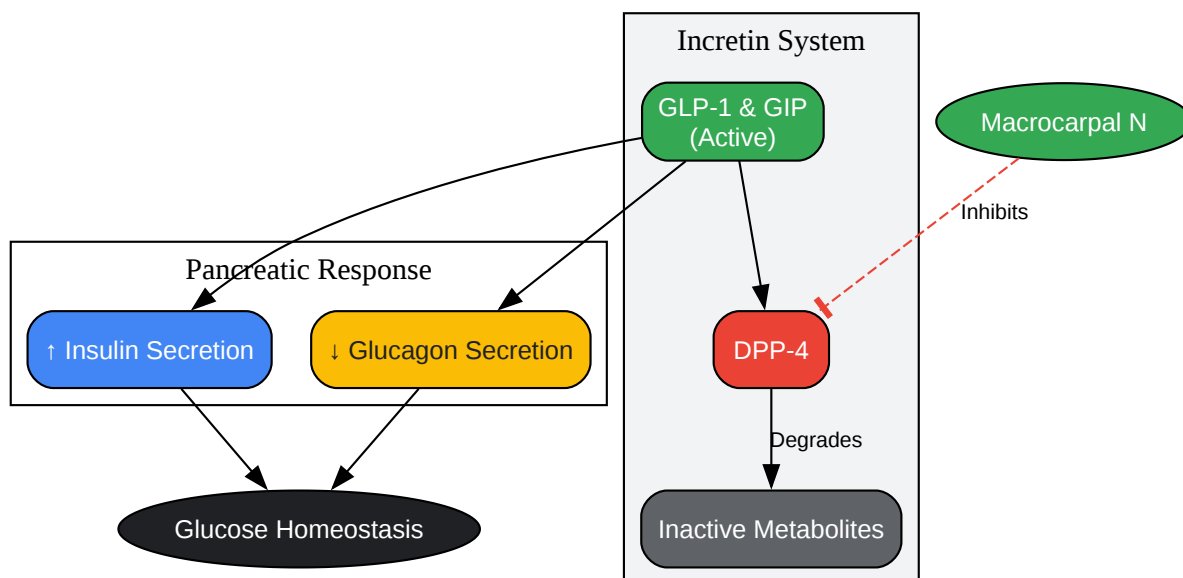 Incretin System
GLP-1 & GIP
(Active)
Macrocarpal N
Inhibits
Pancreatic Response
↑ Insulin Secretion
↓ Glucagon Secretion
DPP-4
Degrades
Glucose Homeostasis
Inactive Metabolites